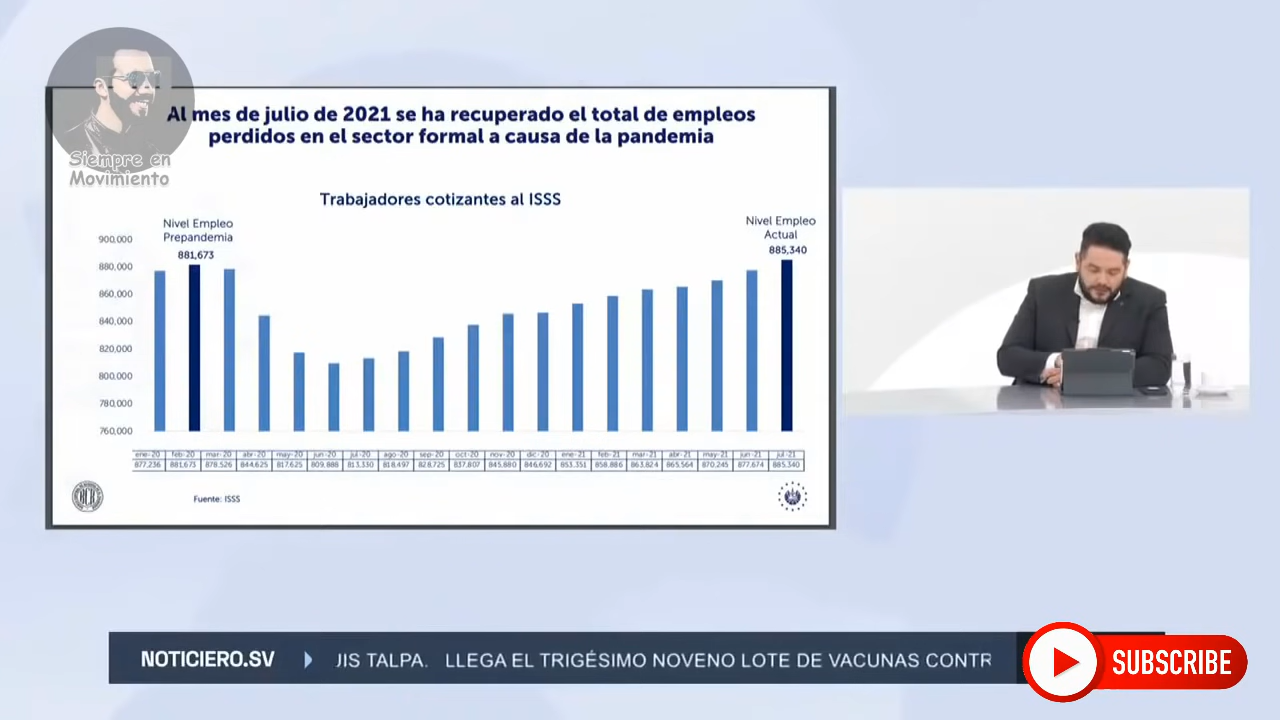 Siempre en
Movimiento
Al mes de julio de 2021 se ha recuperado el total de empleos
perdidos en el sector formal a causa de la pandemia
Trabajadores cotizantes al ISSS
Nivel Empleo
Prepandemia
881,673
Nivel Empleo
Actual
885,340
900,000
880,000
860,000
840,000
820,000
800,000
780,000
760,000
ene-20 feb-20 mar-20 abr-20 may-20 jun-20 jul-20 ago-20 sep-20 oct-20 nov-20 dic-20 ene-21 feb-21 mar-21 abr-21 may-21 jun-21 jul-21
877,236 881,673 878,526 844,625 817,625 809,888 813,330 818,497 828,725 837,807 845,880 846,692 853,351 858,886 863,824 865,564 870,245 877,674 885,340
Fuente: ISSS
NOTICIERO.SV
JIS TALPA. LLEGA EL TRIGÉSIMO NOVENO LOTE DE VACUNAS CONTR
SUBSCRIBE